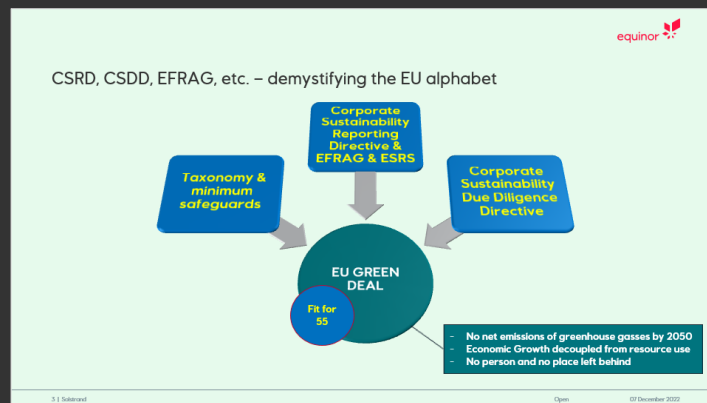 equinor
CSRD, CSDD, EFRAG, etc. – demystifying the EU alphabet
Corporate
Sustainability
Reporting
Directive &
EFRAG & ESRS
Taxonomy &
minimum
safeguards
Corporate
Sustainability
Due Diligence
Directive
EU GREEN
DEAL
Fit for
55
- No net emissions of greenhouse gasses by 2050
- Economic Growth decoupled from resource use
- No person and no place left behind
3 | Solstrand
Open
07 December 2022